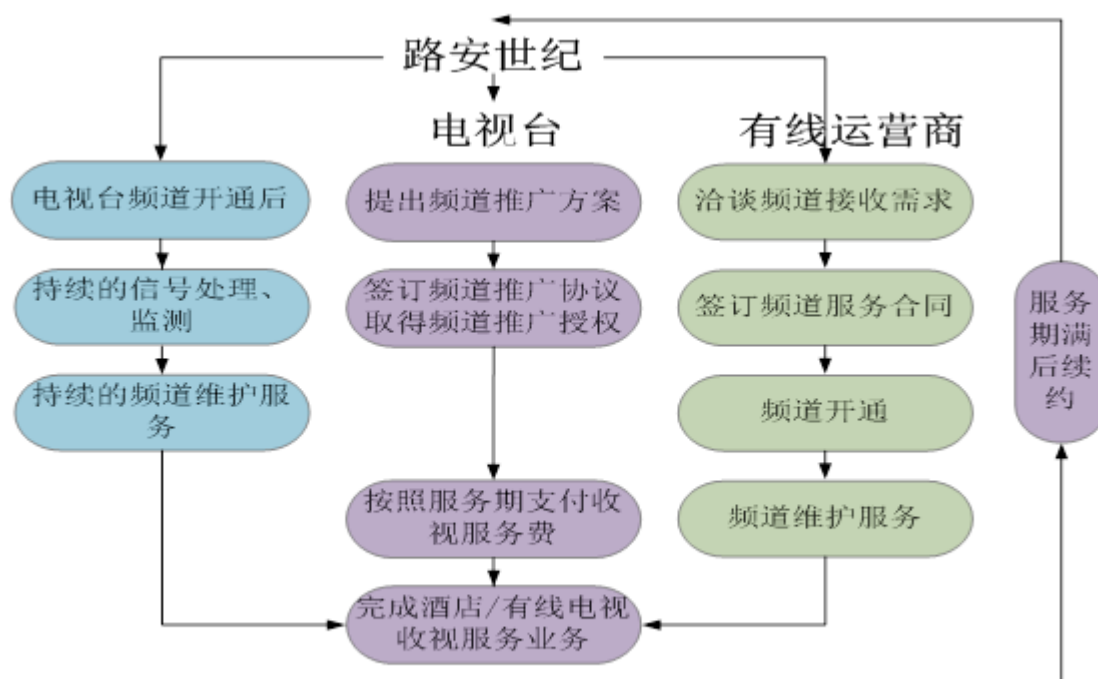 路安世纪
电视台
有线运营商
电视台频道开通后
持续的信号处理、
监测
持续的频道维护服
务
提出频道推广方案
签订频道推广协议
取得频道推广授权
按照服务期支付收
视服务费
完成酒店/有线电视
收视服务业务
洽谈频道接收需求
签订频道服务合同
频道开通
频道维护服务
服务
期满
后续
约